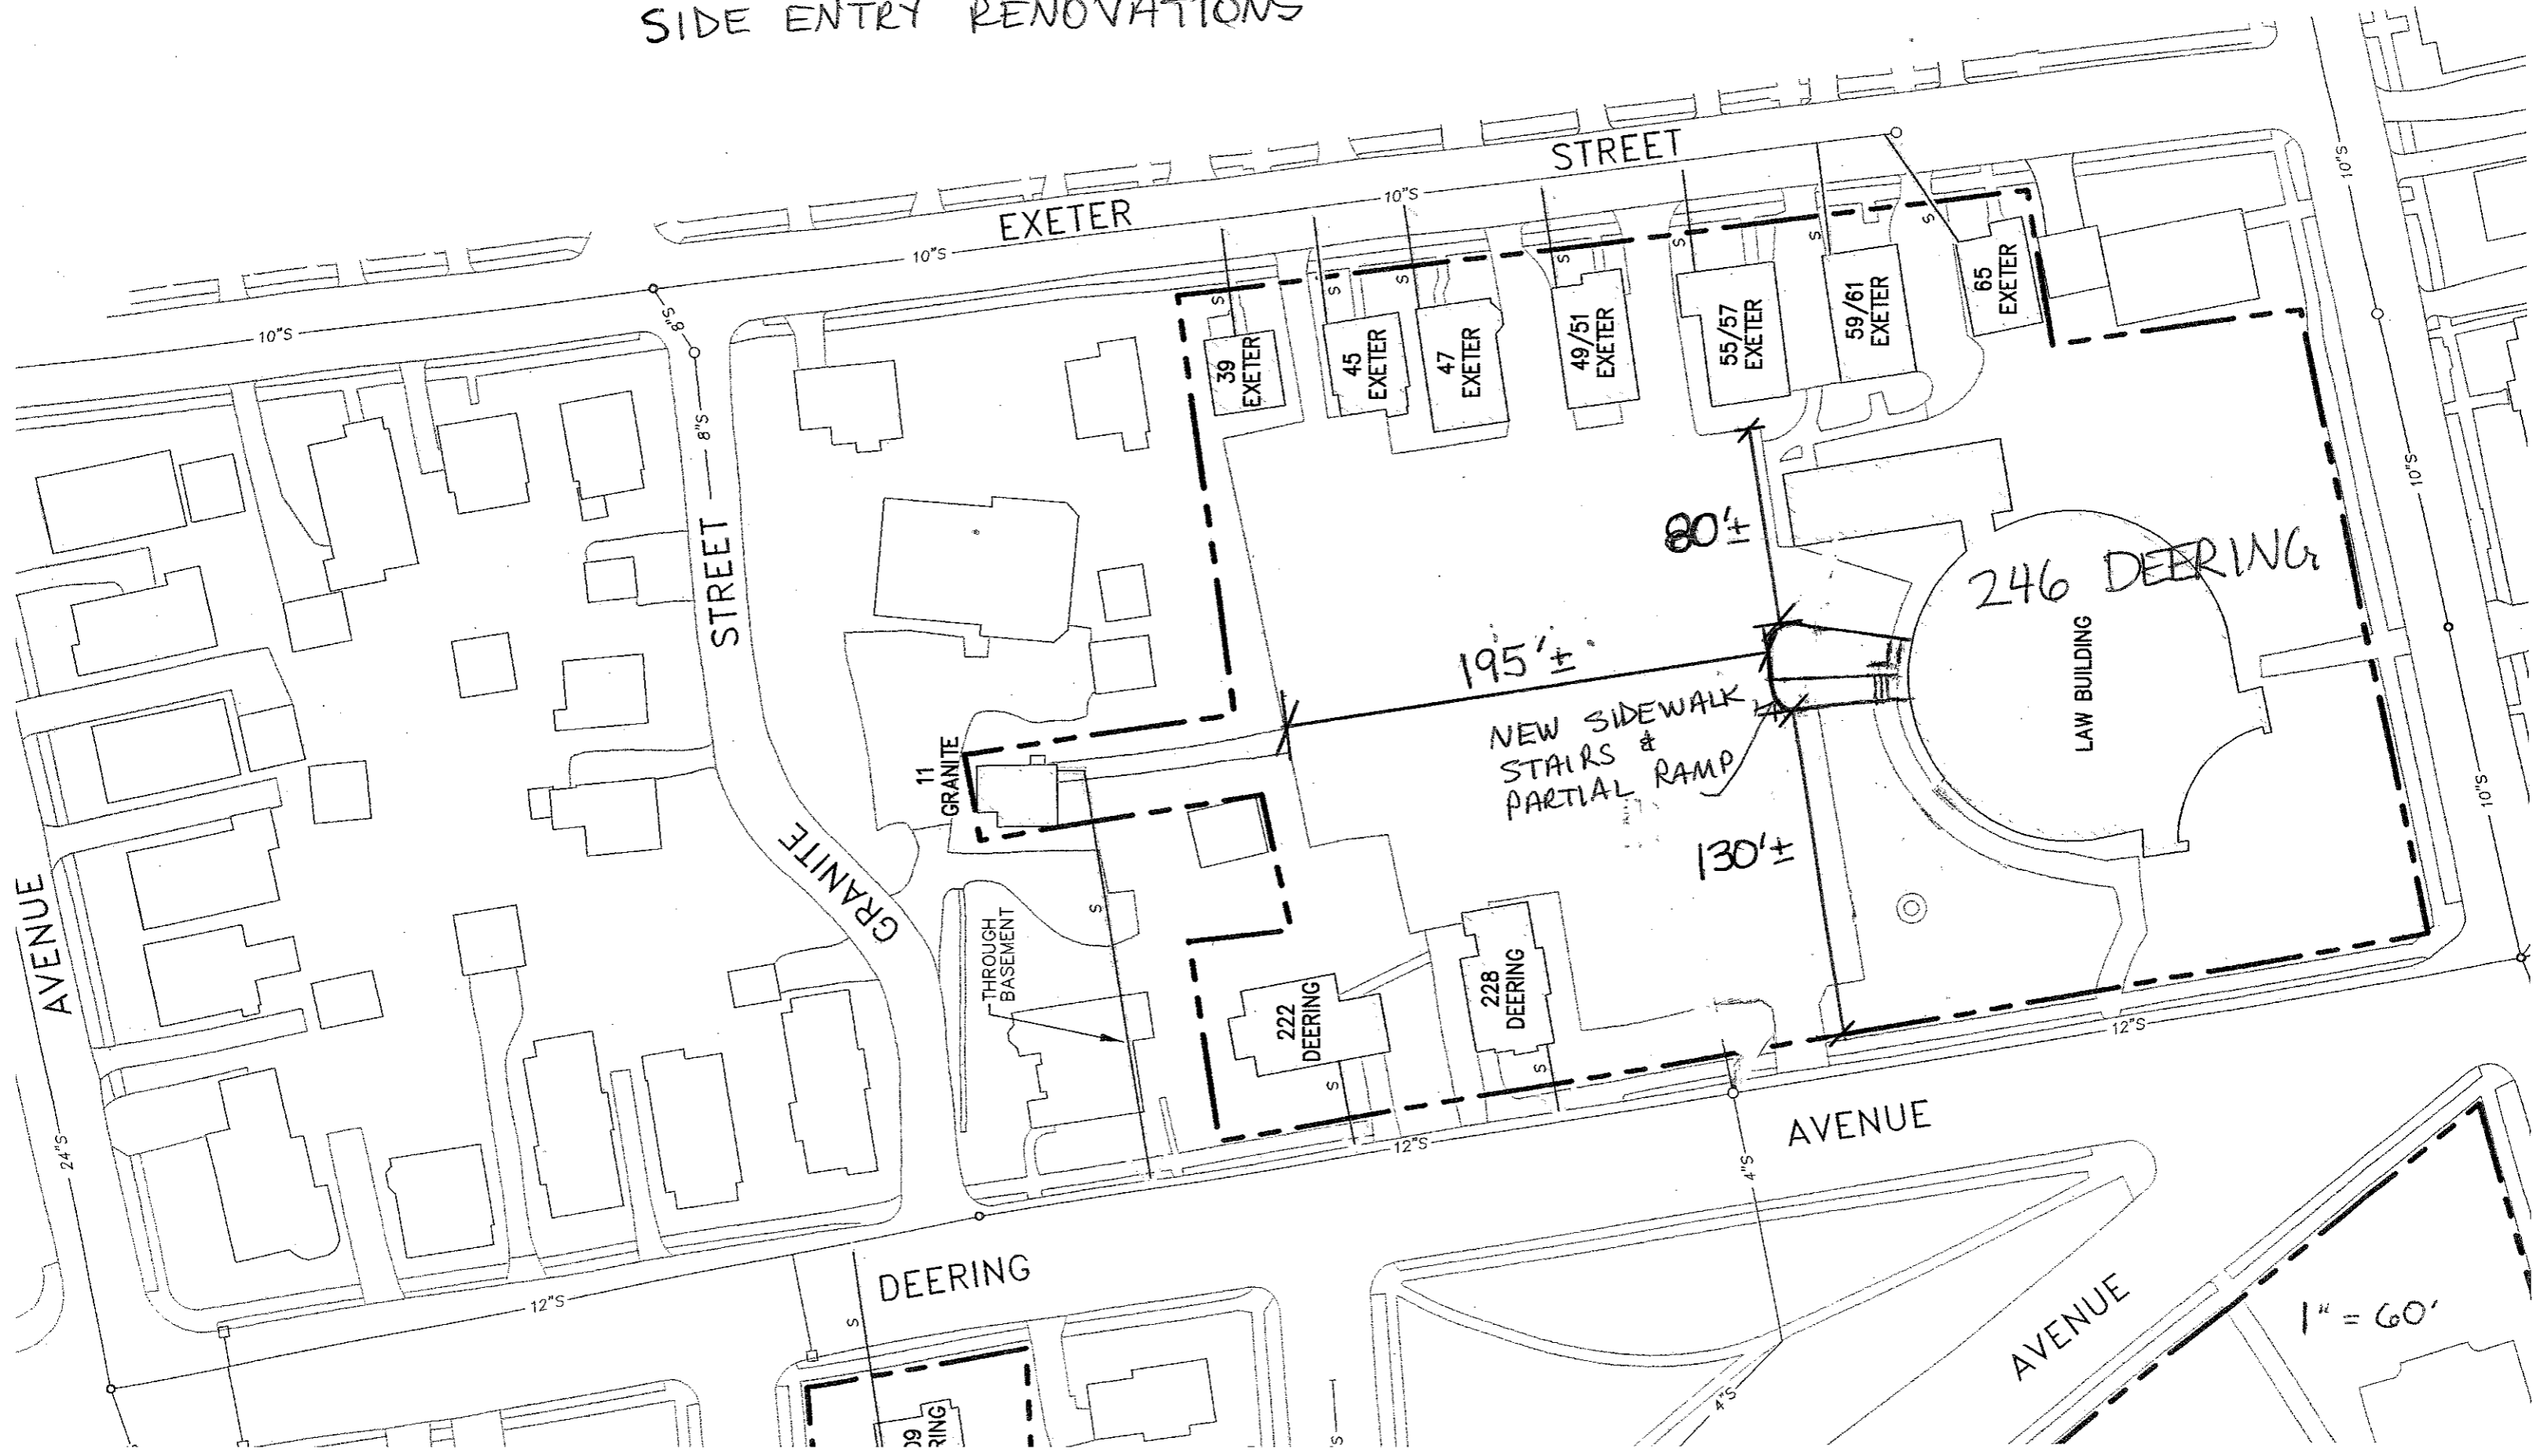 SIDE ENTRY RENOVATIONS
STREET
EXETER
10"S
10"S
10"S
10"S
10"S
10"S
8"S
8"S
STREET
GRANITE
39
EXETER
45
EXETER
47
EXETER
49/51
EXETER
55/57
EXETER
59/61
EXETER
65
EXETER
S
S
S
S
S
S
S
80'±
246 DEERING
195'±
LAW BUILDING
NEW SIDEWALK
STAIRS &
PARTIAL RAMP
130'±
11
GRANITE
THROUGH
BASEMENT
S
222
DEERING
228
DEERING
S
S
AVENUE
24"S
12"S
12"S
12"S
AVENUE
4"S
4"S
DEERING
S
S
AVENUE
1" = 60'
09
RING